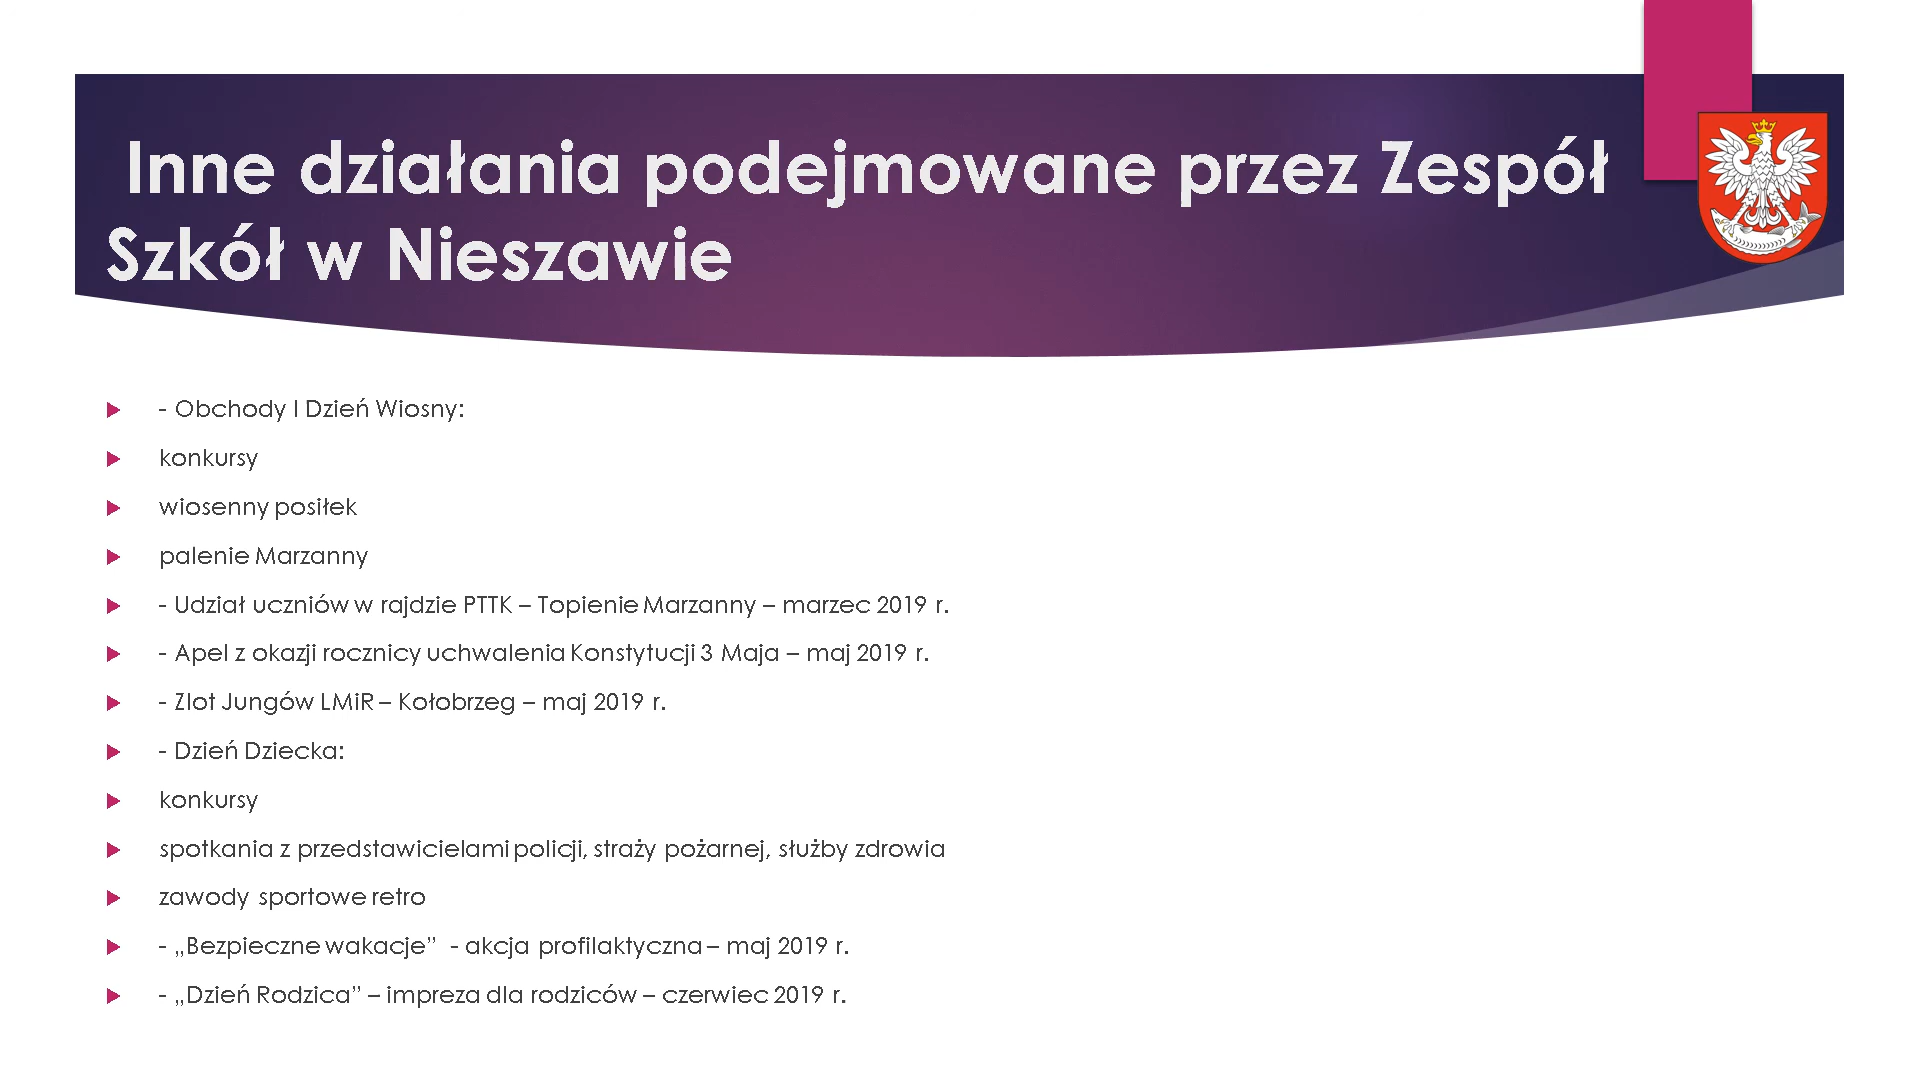 Inne działania podejmowane przez Zespół
Szkół w Nieszawie
- Obchody I Dzień Wiosny:
konkursy
wiosenny posiłek
palenie Marzanny
- Udział uczniów w rajdzie PTTK – Topienie Marzanny – marzec 2019 r.
- Apel z okazji rocznicy uchwalenia Konstytucji 3 Maja – maj 2019 r.
- Zlot Jungów LMiR – Kołobrzeg – maj 2019 r.
- Dzień Dziecka:
konkursy
spotkania z przedstawicielami policji, straży pożarnej, służby zdrowia
zawody sportowe retro
- „Bezpieczne wakacje” - akcja profilaktyczna – maj 2019 r.
- „Dzień Rodzica” – impreza dla rodziców – czerwiec 2019 r.